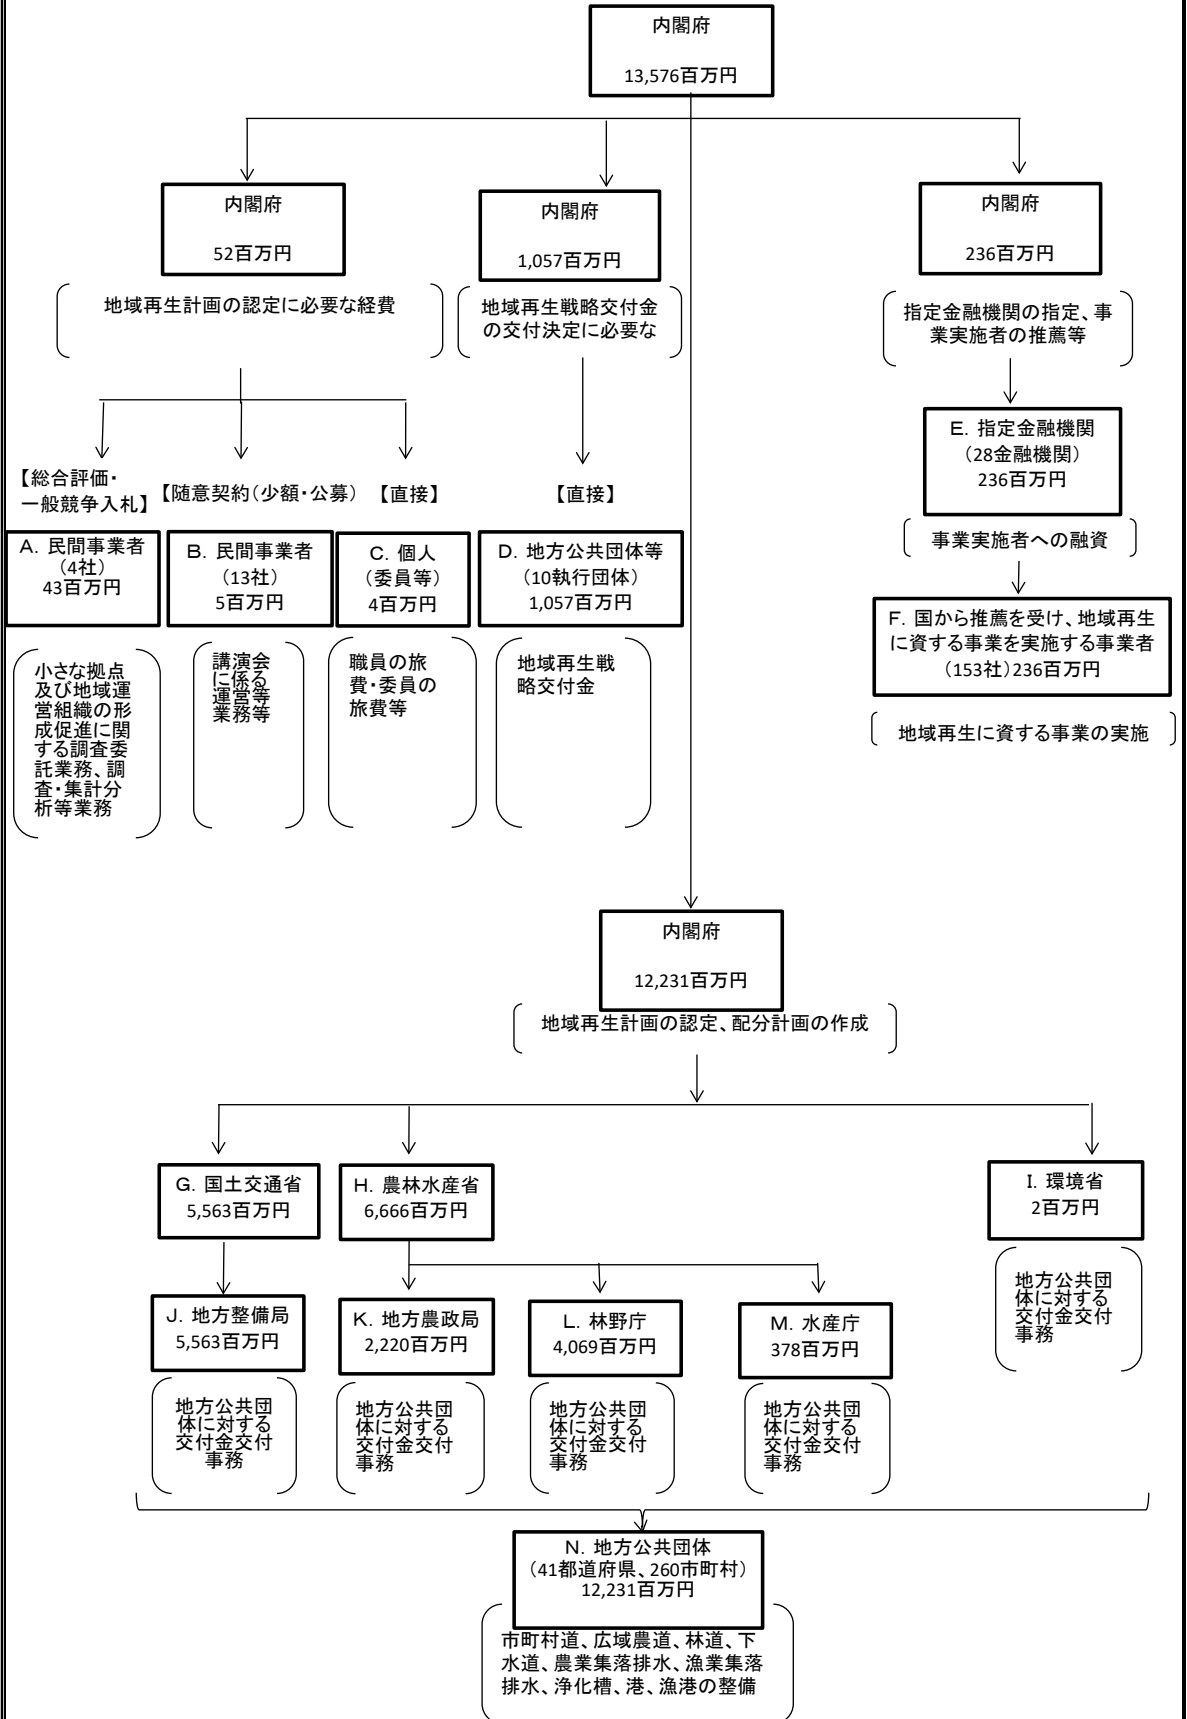 内閣府
13,576百万円
内閣府
52百万円
内閣府
1,057百万円
内閣府
236百万円
地域再生計画の認定に必要な経費
地域再生戦略交付金
の交付決定に必要な
指定金融機関の指定、事
業実施者の推薦等
【総合評価・
一般競争入札】
【随意契約（少額・公募）
【直接】
【直接】
E. 指定金融機関
（28金融機関）
236百万円
事業実施者への融資
A. 民間事業者
（4社）
43百万円
B. 民間事業者
（13社）
5百万円
C. 個人
（委員等）
4百万円
D. 地方公共団体等
（10執行団体）
1,057百万円
F. 国から推薦を受け、地域再生
に資する事業を実施する事業者
（153社）236百万円
小さな拠点
及び地域運
営組織の形
成促進に関
する調査委
託業務、調
査・集計分
析等業務
講演会
に係る
運営等
業務等
職員の旅
費・委員の
旅費等
地域再生戦
略交付金
地域再生に資する事業の実施
内閣府
12,231百万円
地域再生計画の認定、配分計画の作成
G. 国土交通省
5,563百万円
H. 農林水産省
6,666百万円
I. 環境省
2百万円
地方公共団
体に対する
交付金交付
事務
J. 地方整備局
5,563百万円
K. 地方農政局
2,220百万円
L. 林野庁
4,069百万円
M. 水産庁
378百万円
地方公共団
体に対する
交付金交付
事務
地方公共団
体に対する
交付金交付
事務
地方公共団
体に対する
交付金交付
事務
地方公共団
体に対する
交付金交付
事務
N. 地方公共団体
（41都道府県、260市町村）
12,231百万円
市町村道、広域農道、林道、下
水道、農業集落排水、漁業集落
排水、浄化槽、港、漁港の整備